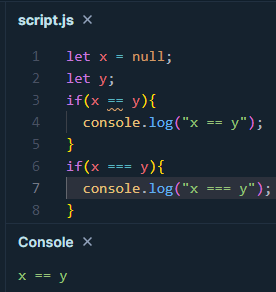 script.js ×
1 let x = null;
2 let y;
3 if(x == y){
4   console.log("x == y");
5 }
6 if(x === y){
7   console.log("x === y");
8 }
Console ×
x == y